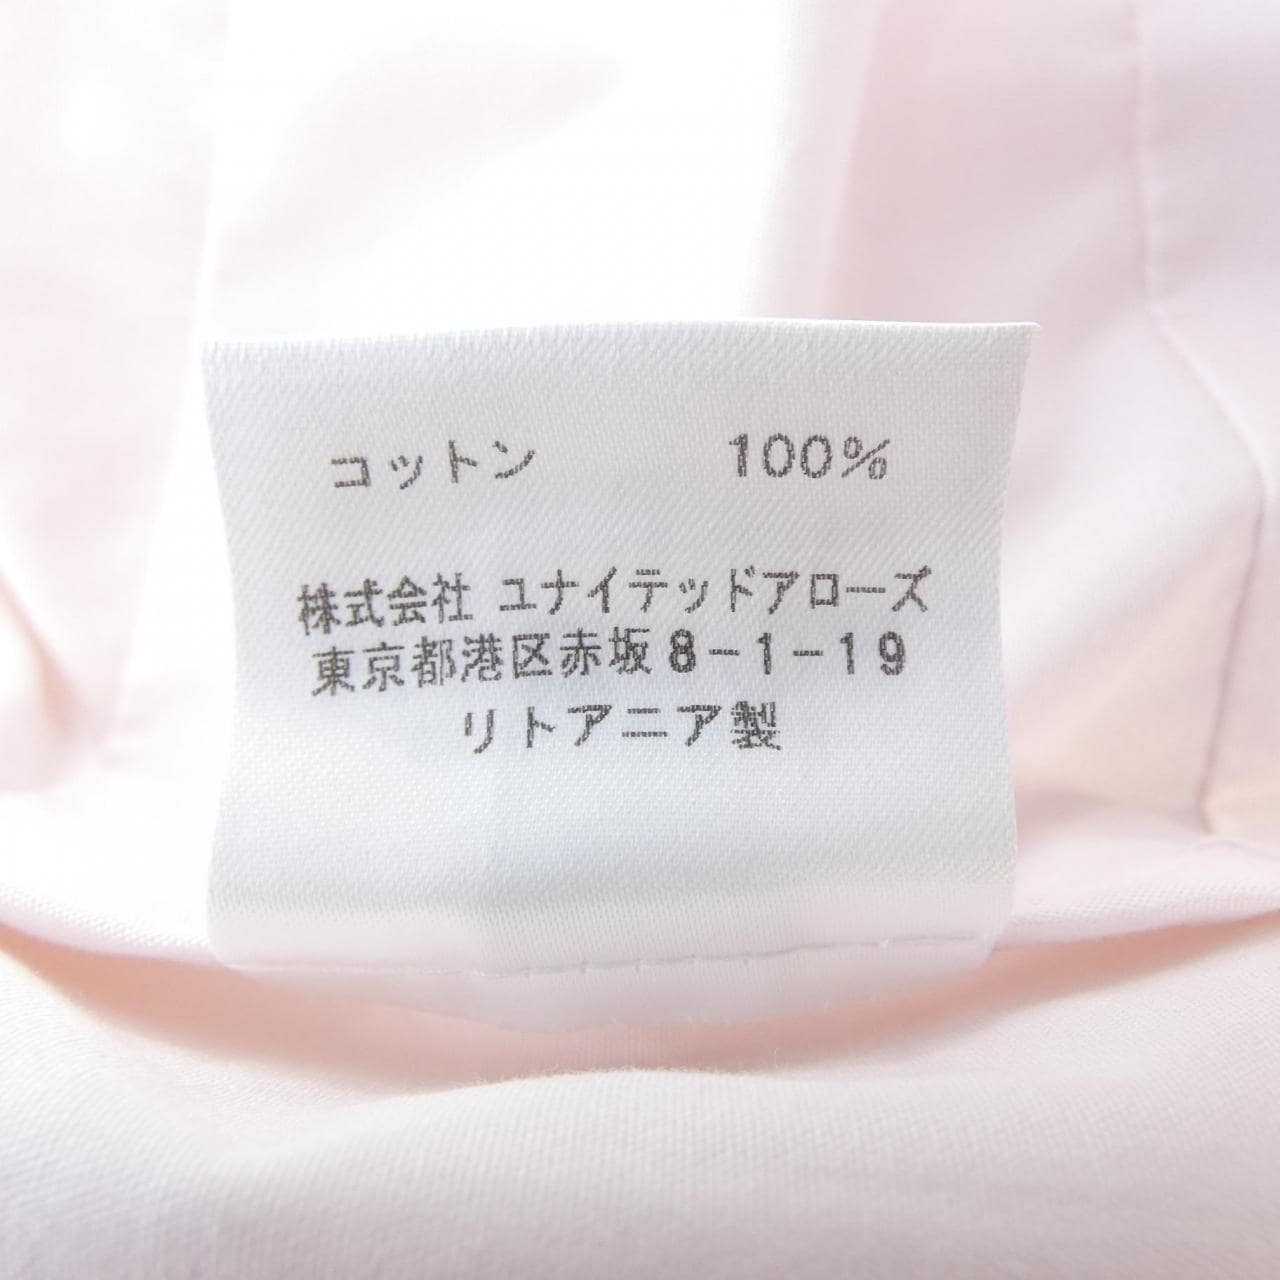 コットン 100%
株式会社 ユナイテッドアローズ
東京都港区赤坂8-1-19
リトアニア製